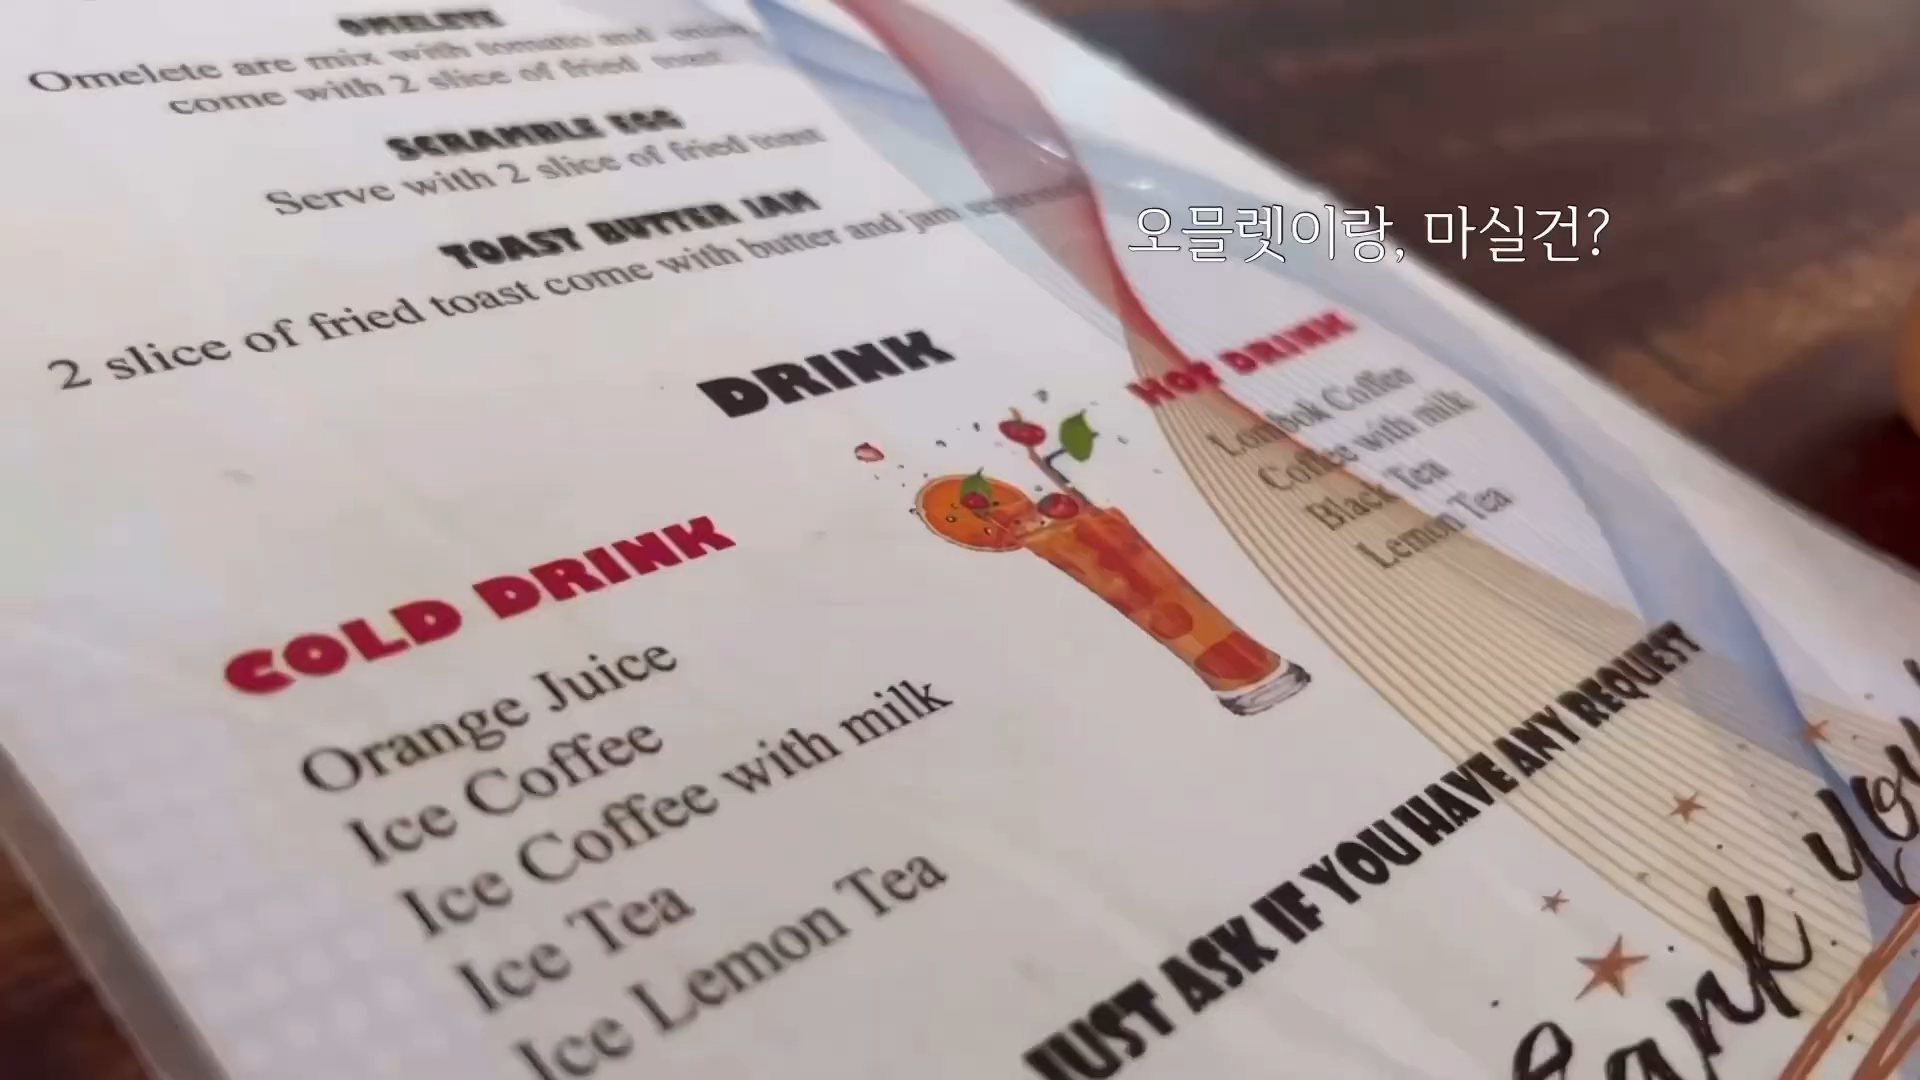 OMELETE
Omelete are mix with tomato and onion,
come with 2 slice of fried toast.
SCRAMBLE EGG
Serve with 2 slice of fried toast
TOAST BUTTER JAM
2 slice of fried toast come with butter and jam
오믈렛이랑, 마실건?
DRINK
HOT DRINK
Lombok Coffee
Coffee with milk
Black Tea
Lemon Tea
COLD DRINK
Orange Juice
Ice Coffee
Ice Coffee with milk
Ice Tea
Ice Lemon Tea
JUST ASK IF YOU HAVE ANY REQUEST